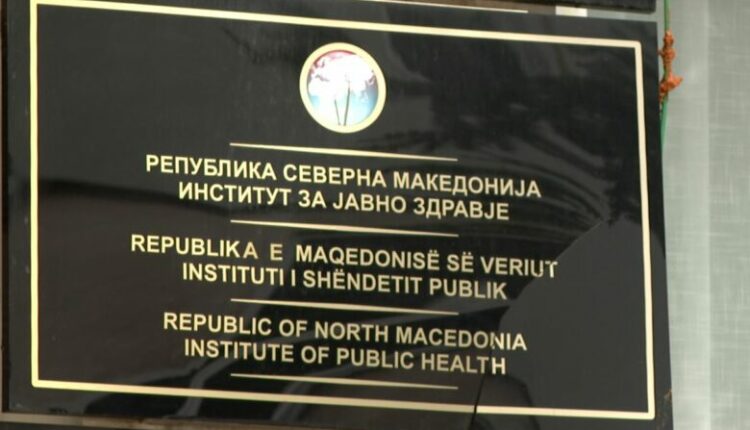 РЕПУБЛИКА СЕВЕРНА МАКЕДОНИЈА
ИНСТИТУТ ЗА ЈАВНО ЗДРАВЈЕ
REPUBLIKA E MAQEDONISË SË VERIUT
INSTITUTI I SHËNDETIT PUBLIK
REPUBLIC OF NORTH MACEDONIA
INSTITUTE OF PUBLIC HEALTH